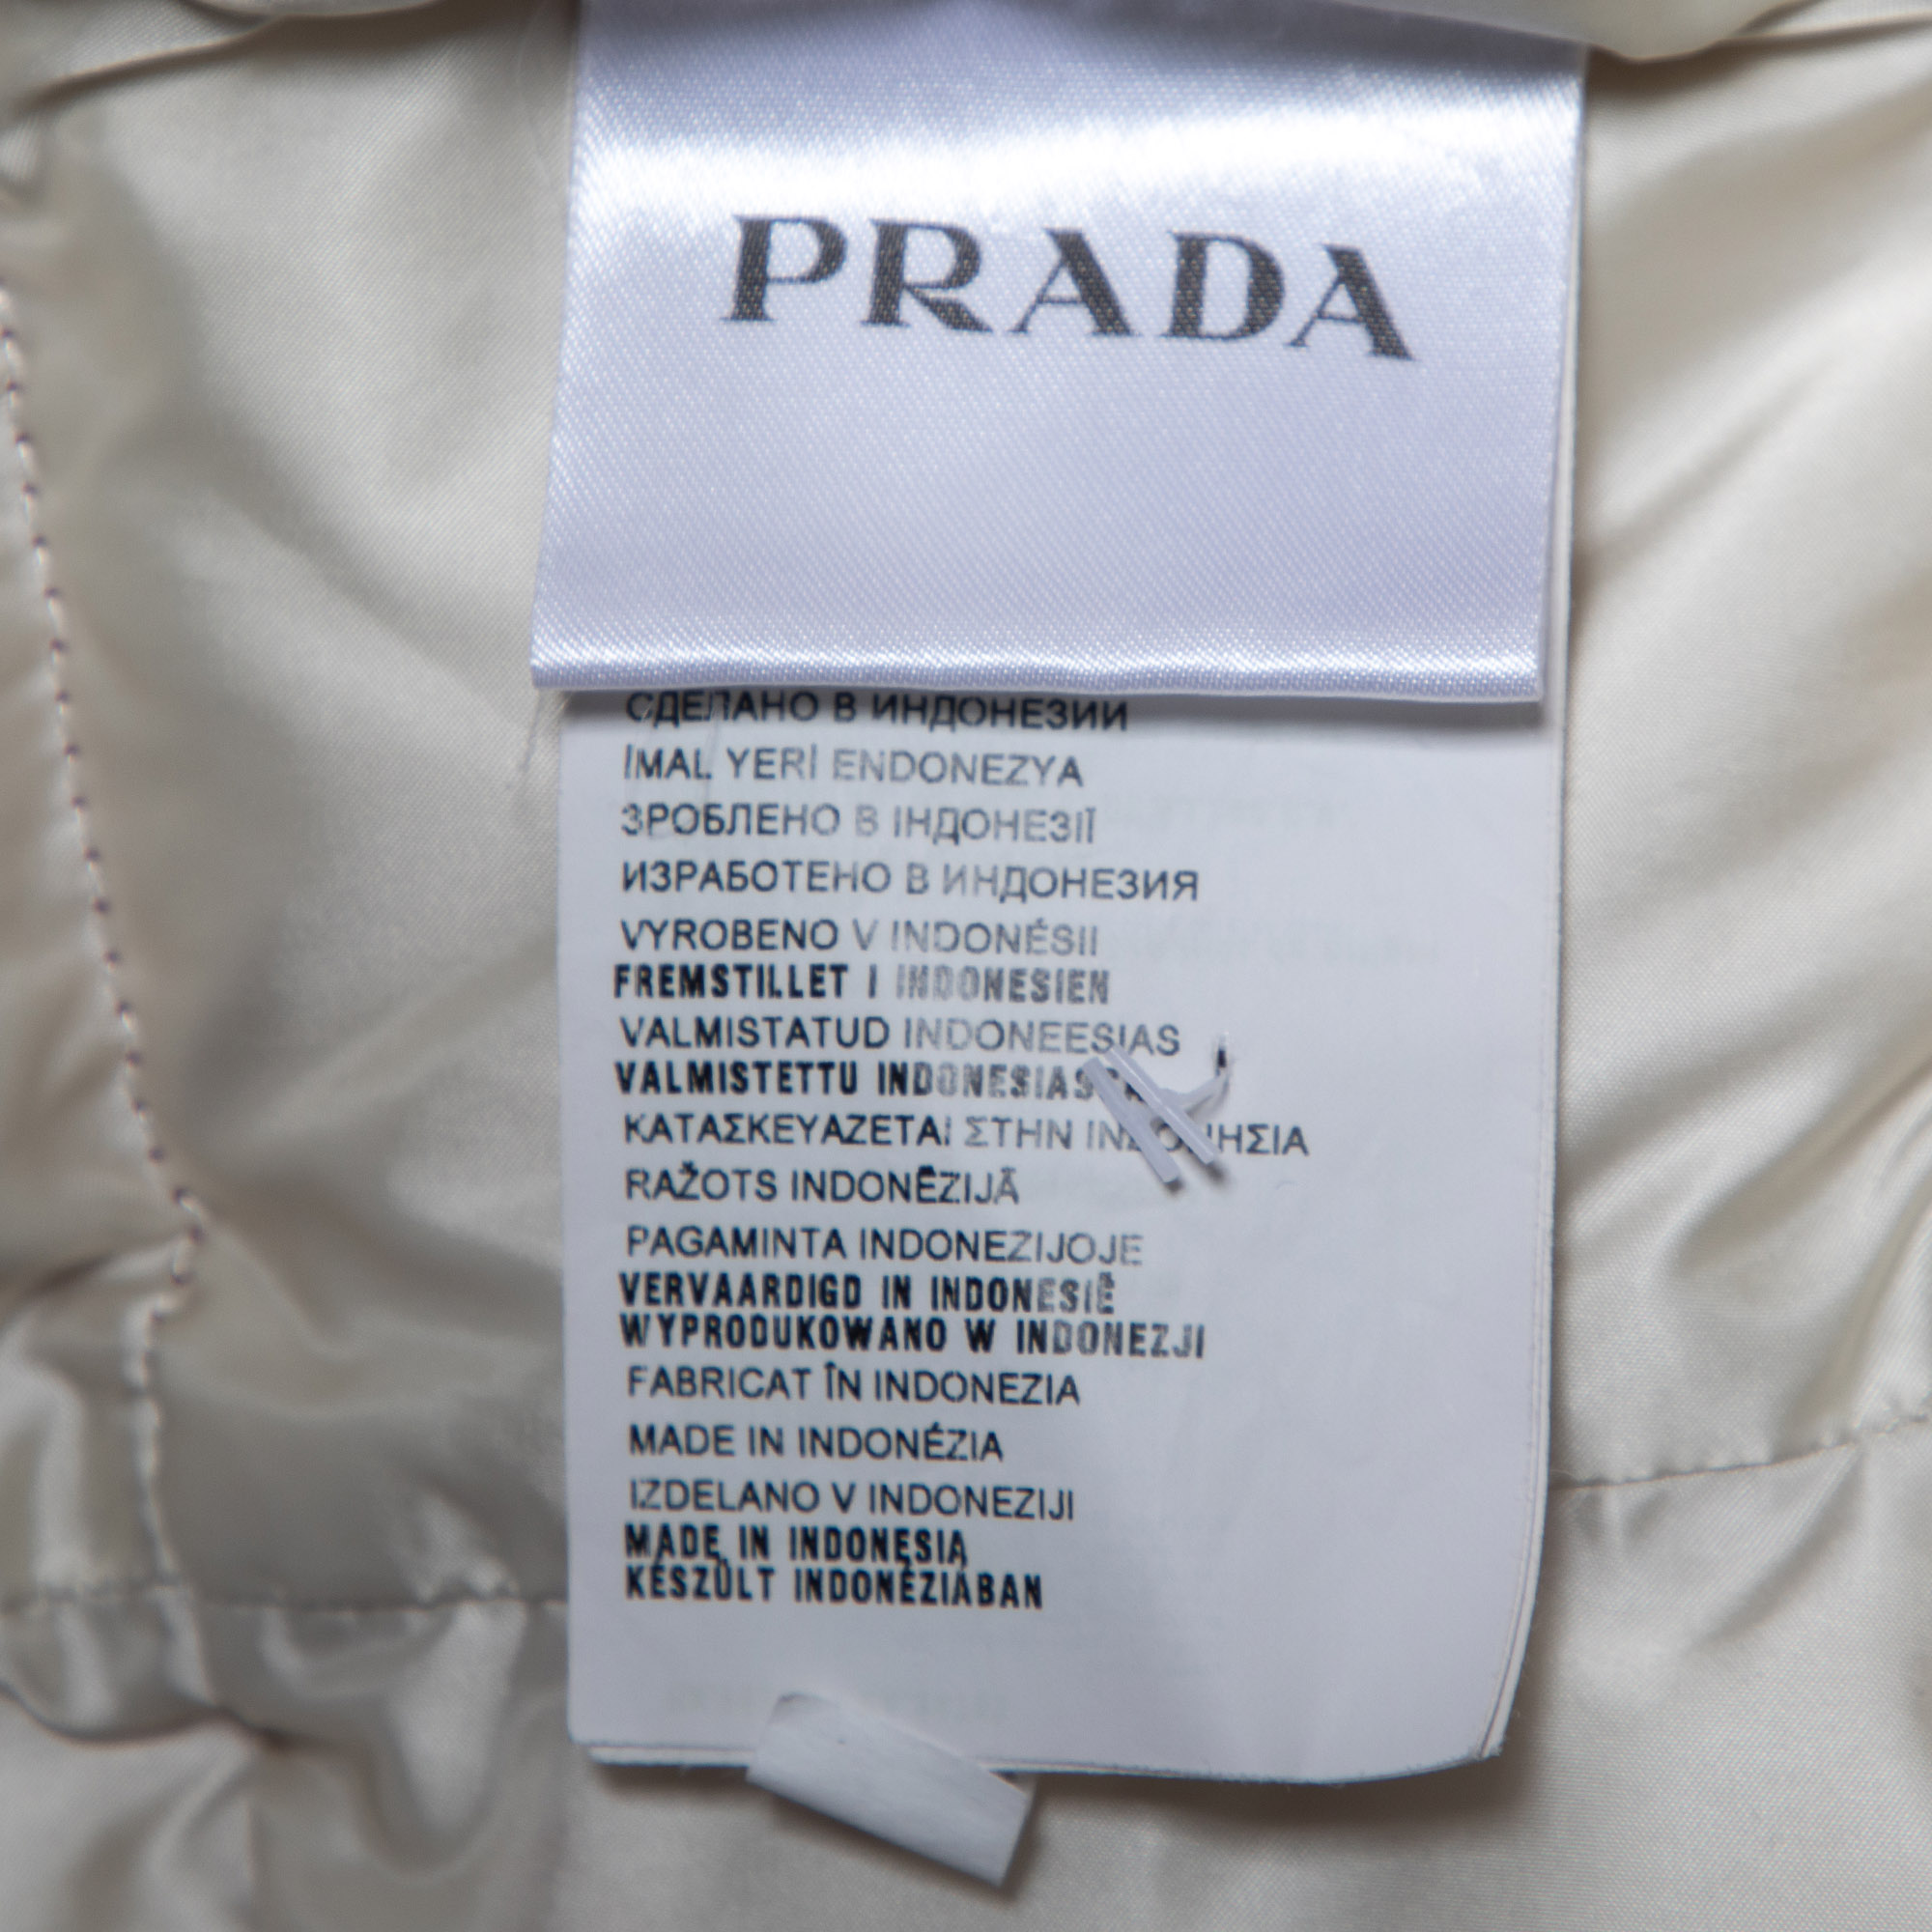 PRADA
СДЕЛАНО В ИНДОНЕЗИИ
İMAL YERİ ENDONEZYA
ЗРОБЛЕНО В ІНДОНЕЗІЇ
ИЗРАБОТЕНО В ИНДОНЕЗИЯ
VYROBENO V INDONÉSII
FREMSTILLET I INDONESIEN
VALMISTATUD INDONEESIAS
VALMISTETTU
ΚΑΤΑΣΚΕΥΑΖΕΤΑΙ ΣΤΗΝ
RAŽOTS INDONĒZIJĀ
PAGAMINTA INDONEZIJOJE
VERVAARDIGD IN INDONESIË
WYPRODUKOWANO W INDONEZJI
FABRICAT ÎN INDONEZIA
MADE IN INDONÉZIA
IZDELANO V INDONEZIJI
MADE IN INDONESIA
KÉSZÜLT INDONÉZIÁBAN